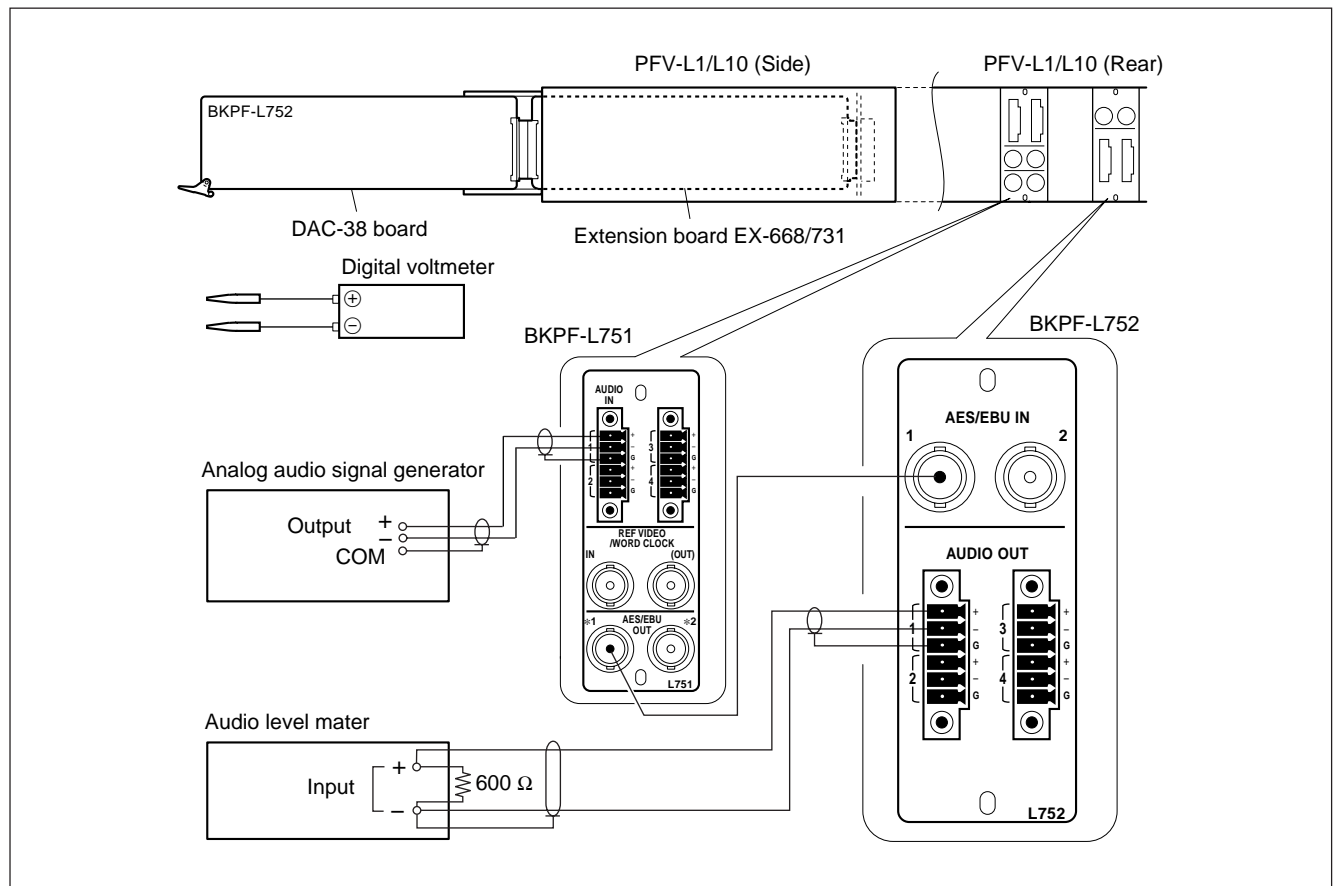 PFV-L1/L10 (Side)
PFV-L1/L10 (Rear)
BKPF-L752
DAC-38 board
Extension board EX-668/731
Digital voltmeter
+
−
BKPF-L751
BKPF-L752
AUDIO
IN
1
+
−
G
2
+
−
G
3
+
−
G
4
+
−
G
REF VIDEO
/WORD CLOCK
IN
(OUT)
*1
AES/EBU
OUT
*2
L751
Analog audio signal generator
Output
+
−
COM
AES/EBU IN
1
2
AUDIO OUT
1
+
−
G
2
+
−
G
3
+
−
G
4
+
−
G
L752
Audio level mater
Input
+
−
600 Ω